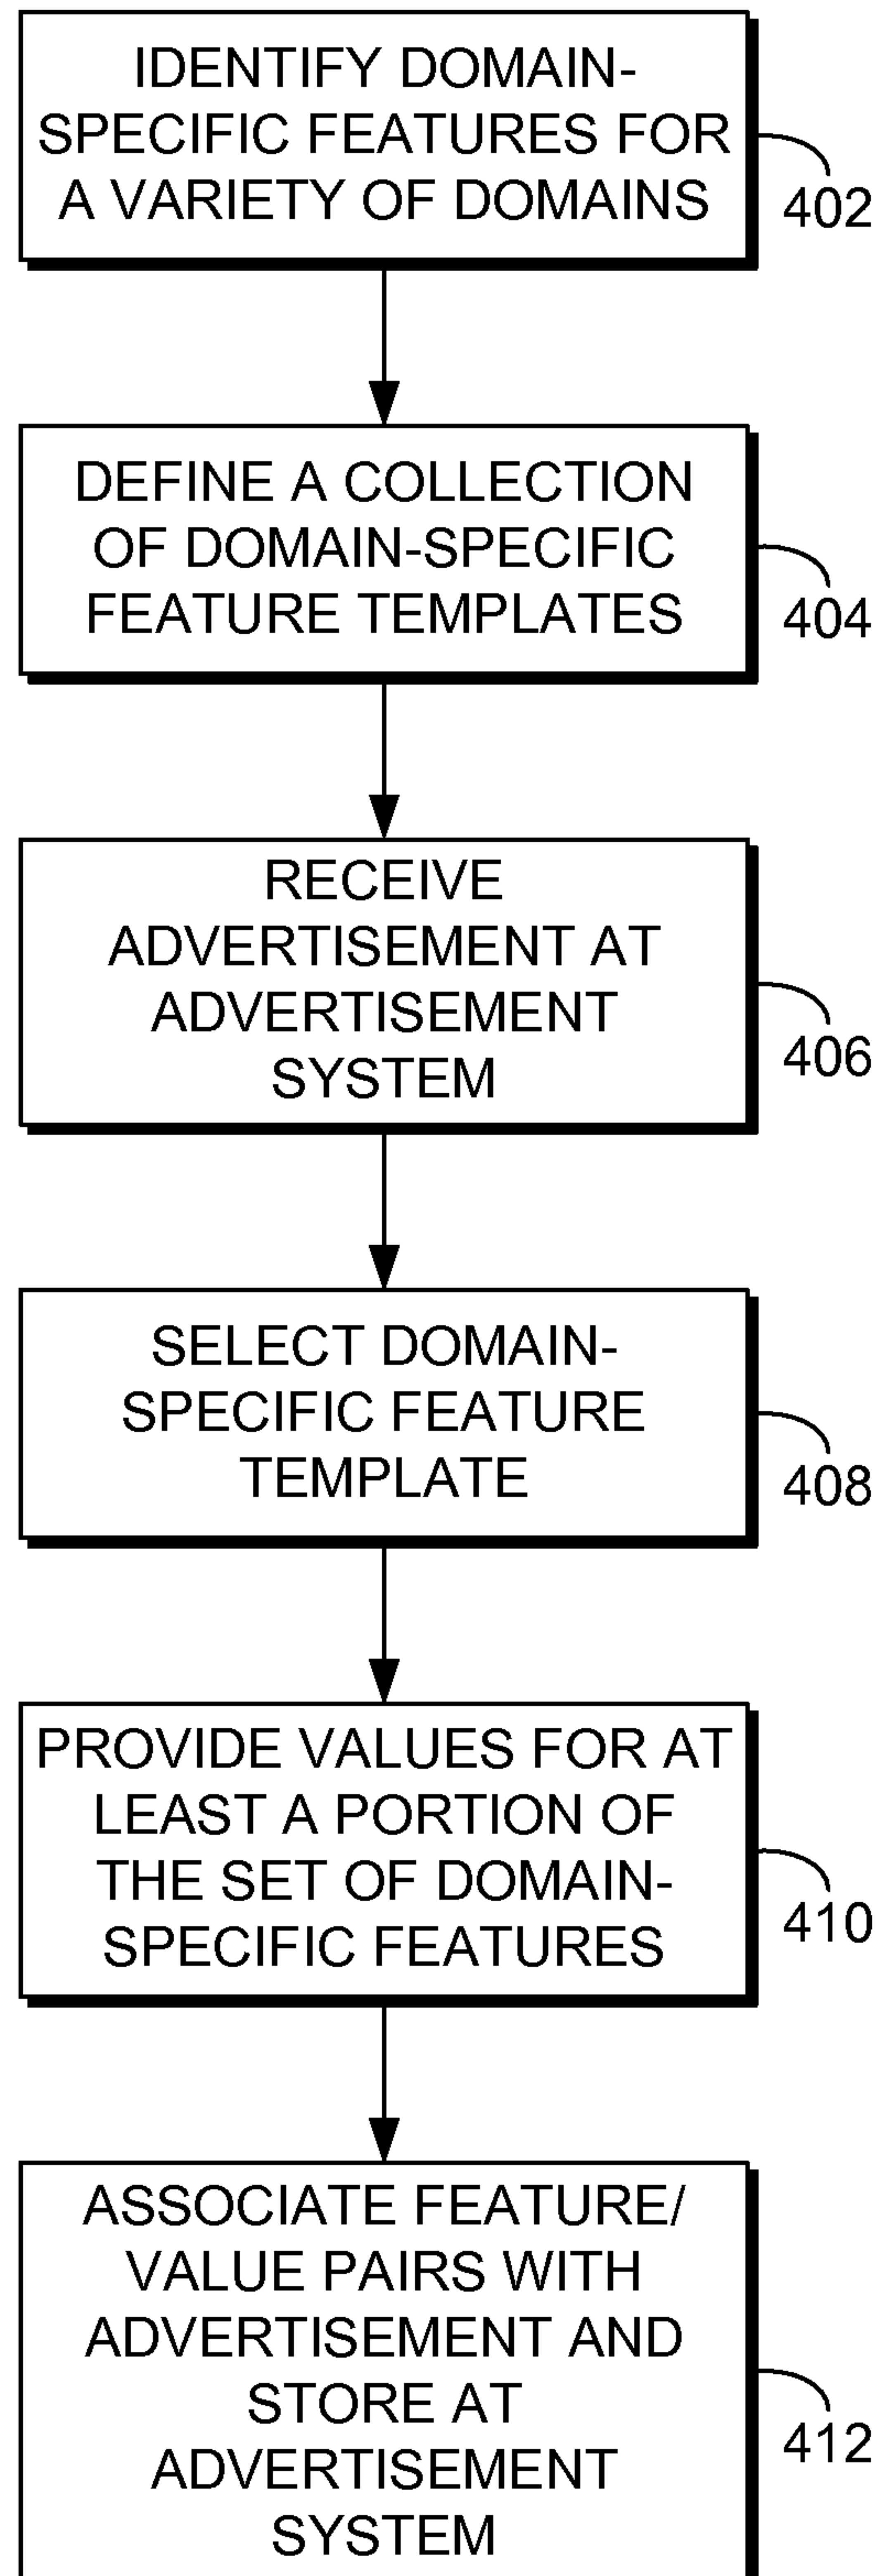 IDENTIFY DOMAIN-
SPECIFIC FEATURES FOR
A VARIETY OF DOMAINS
402
DEFINE A COLLECTION
OF DOMAIN-SPECIFIC
FEATURE TEMPLATES
404
RECEIVE
ADVERTISEMENT AT
ADVERTISEMENT
SYSTEM
406
SELECT DOMAIN-
SPECIFIC FEATURE
TEMPLATE
408
PROVIDE VALUES FOR AT
LEAST A PORTION OF
THE SET OF DOMAIN-
SPECIFIC FEATURES
410
ASSOCIATE FEATURE/
VALUE PAIRS WITH
ADVERTISEMENT AND
STORE AT
ADVERTISEMENT
SYSTEM
412